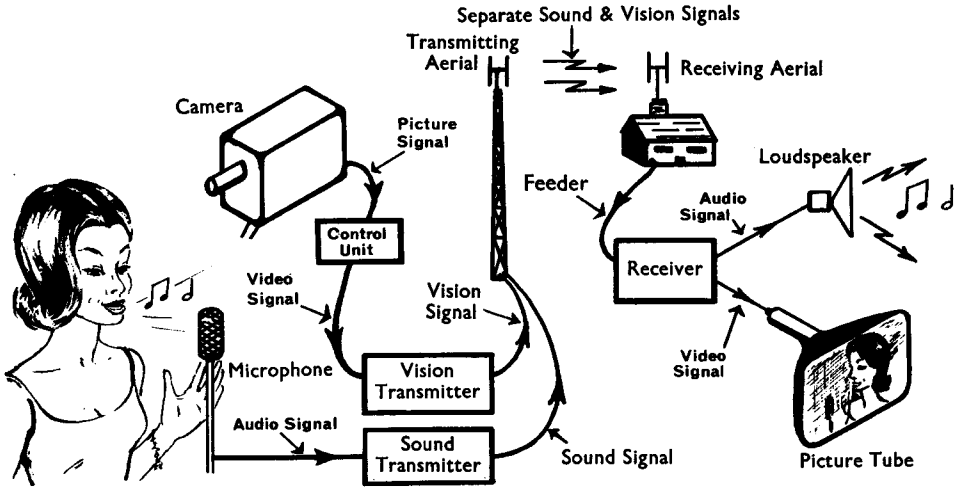 Separate Sound & Vision Signals
Transmitting
Aerial
Receiving Aerial
Camera
Picture
Signal
Loudspeaker
Feeder
Audio
Signal
Control
Unit
Receiver
Video
Signal
Vision
Signal
Video
Signal
Microphone
Vision
Transmitter
Audio Signal
Sound
Transmitter
Sound Signal
Picture Tube